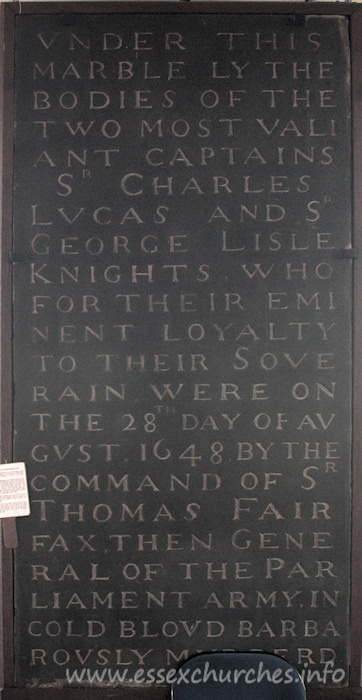 VNDER THIS
MARBLE LY THE
BODIES OF THE
TWO MOST VALI
ANT CAPTAINS
SR CHARLES
LVCAS AND SR
GEORGE LISLE
KNIGHTS. WHO
FOR THEIR EMI
NENT LOYALTY
TO THEIR SOVE
RAIN, WERE ON
THE 28TH DAY OF AV
GVST, 1648, BY THE
COMMAND OF SR
THOMAS FAIR
FAX, THEN GENE
RAL OF THE PAR
LIAMENT ARMY, IN
COLD BLOVD BARBA
ROVSLY MVRDERD
www.essexchurches.info